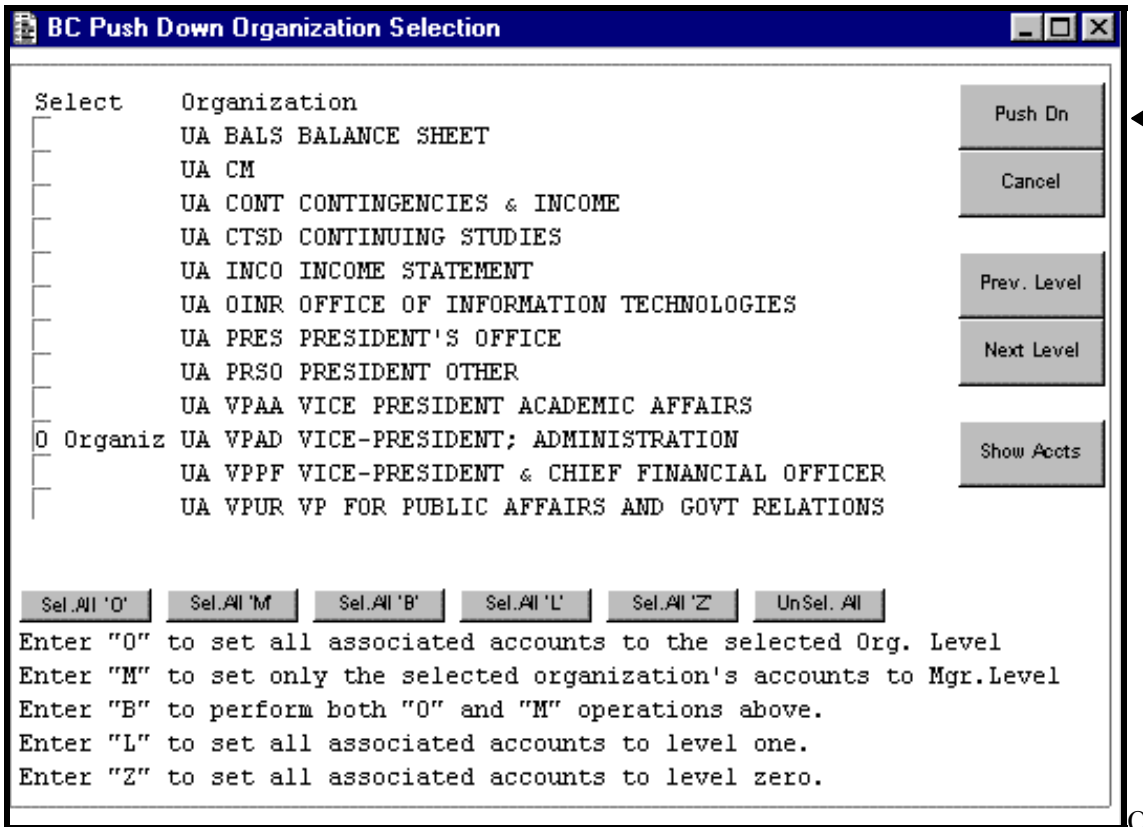 BC Push Down Organization Selection
Select Organization
UA BALS BALANCE SHEET
UA CM
UA CONT CONTINGENCIES & INCOME
UA CTSD CONTINUING STUDIES
UA INCO INCOME STATEMENT
UA OINR OFFICE OF INFORMATION TECHNOLOGIES
UA PRES PRESIDENT'S OFFICE
UA PRSO PRESIDENT OTHER
UA VPAA VICE PRESIDENT ACADEMIC AFFAIRS
O Organiz UA VPAD VICE-PRESIDENT; ADMINISTRATION
UA VPPF VICE-PRESIDENT & CHIEF FINANCIAL OFFICER
UA VPUR VP FOR PUBLIC AFFAIRS AND GOVT RELATIONS
Push Dn
Cancel
Prev. Level
Next Level
Show Accts
Sel.All 'O' Sel.All 'M' Sel.All 'B' Sel.All 'L' Sel.All 'Z' UnSel. All
Enter "O" to set all associated accounts to the selected Org. Level
Enter "M" to set only the selected organization's accounts to Mgr.Level
Enter "B" to perform both "O" and "M" operations above.
Enter "L" to set all associated accounts to level one.
Enter "Z" to set all associated accounts to level zero.